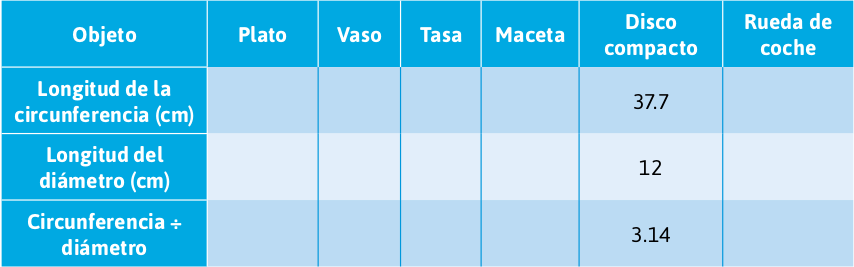 Objeto Plato Vaso Tasa Maceta Disco compacto Rueda de coche
Longitud de la circunferencia (cm) 37.7
Longitud del diámetro (cm) 12
Circunferencia ÷ diámetro 3.14